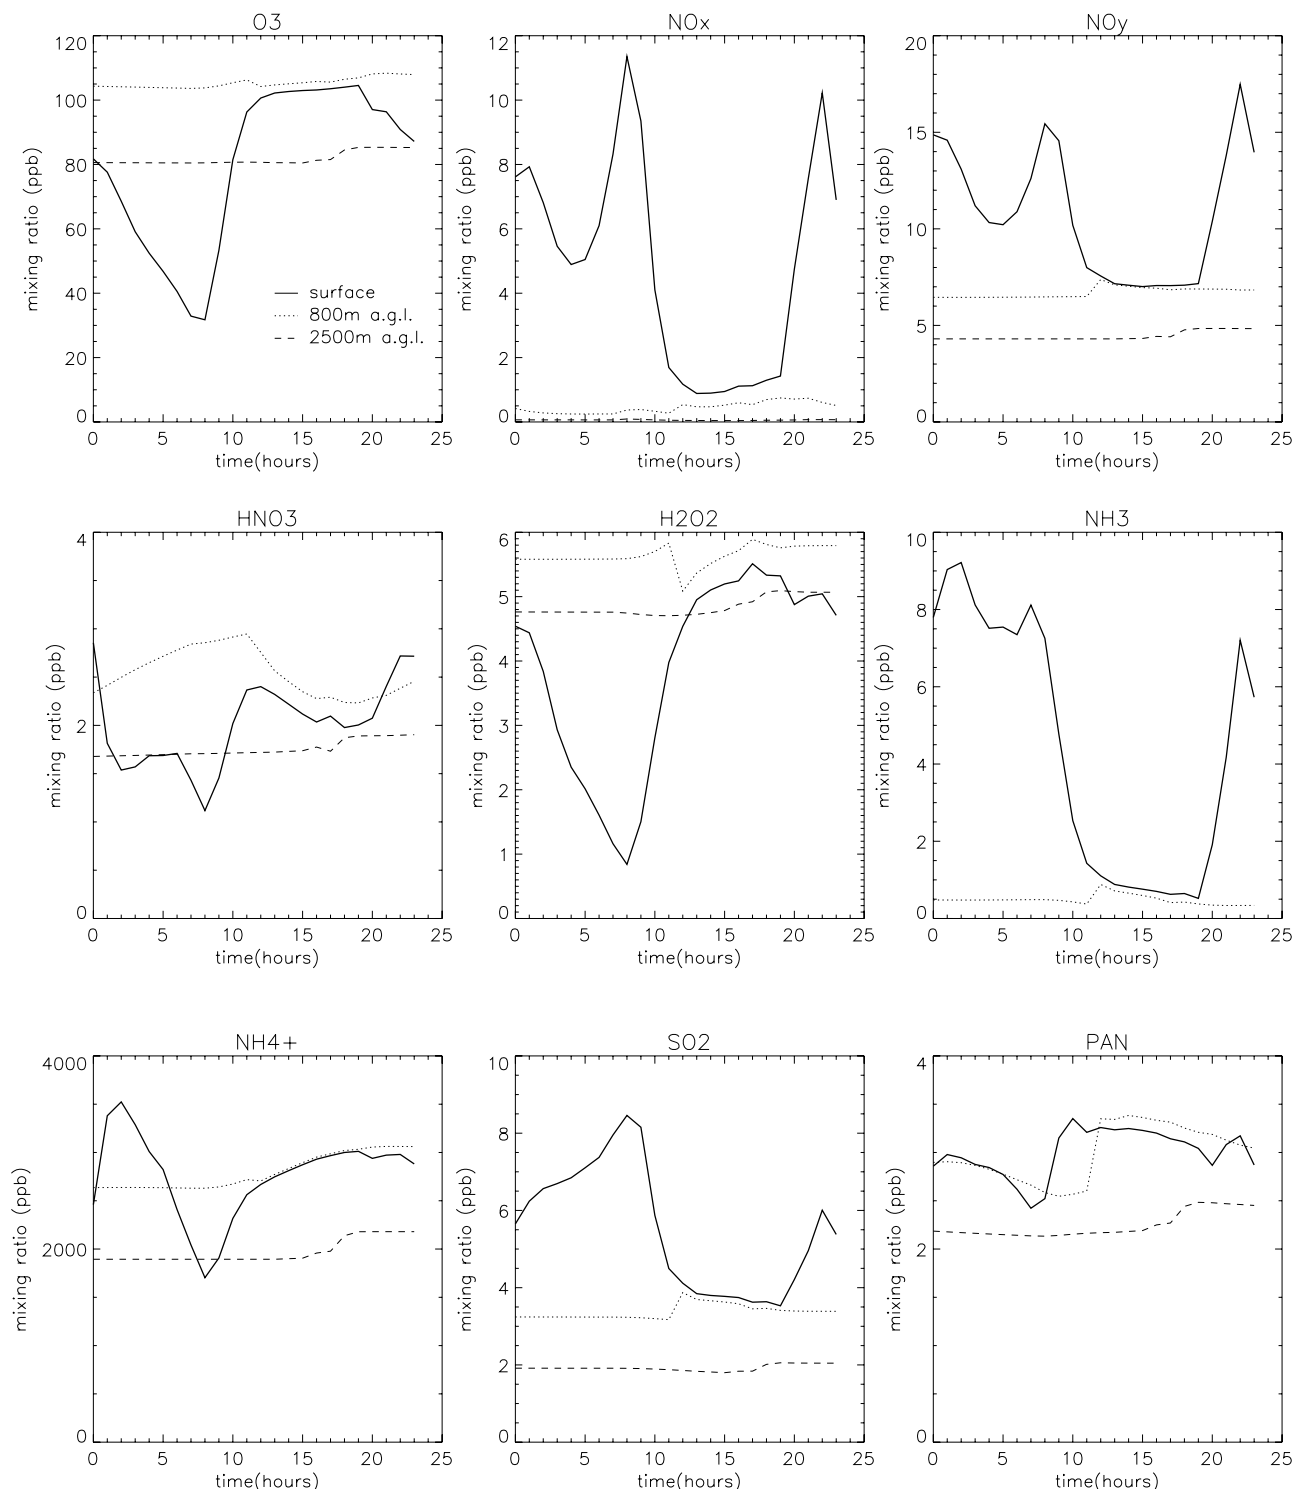 O3
120
100
80
60
40
20
0
mixing ratio (ppb)
surface
800m a.g.l.
2500m a.g.l.
0 5 10 15 20 25
time(hours)
NOx
12
10
8
6
4
2
0
mixing ratio (ppb)
0 5 10 15 20 25
time(hours)
NOy
20
15
10
5
0
mixing ratio (ppb)
0 5 10 15 20 25
time(hours)
HNO3
4
2
0
mixing ratio (ppb)
0 5 10 15 20 25
time(hours)
H2O2
6
5
4
3
2
1
0
mixing ratio (ppb)
0 5 10 15 20 25
time(hours)
NH3
10
8
6
4
2
0
mixing ratio (ppb)
0 5 10 15 20 25
time(hours)
NH4+
4000
2000
0
mixing ratio (ppb)
0 5 10 15 20 25
time(hours)
SO2
10
8
6
4
2
0
mixing ratio (ppb)
0 5 10 15 20 25
time(hours)
PAN
4
2
0
mixing ratio (ppb)
0 5 10 15 20 25
time(hours)